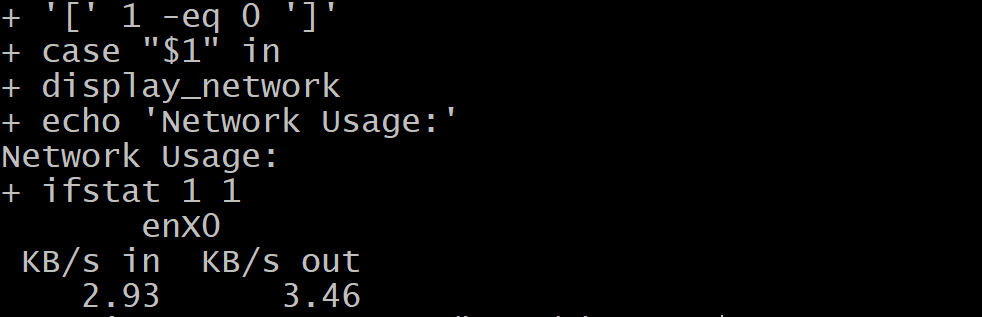 + '[' 1 -eq 0 ']'
+ case "$1" in
+ display_network
+ echo 'Network Usage:'
Network Usage:
+ ifstat 1 1
enX0
KB/s in  KB/s out
2.93  3.46